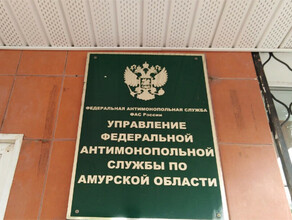 ФЕДЕРАЛЬНАЯ АНТИМОНОПОЛЬНАЯ СЛУЖБА
ФАС России
УПРАВЛЕНИЕ
ФЕДЕРАЛЬНОЙ
АНТИМОНОПОЛЬНОЙ
СЛУЖБЫ ПО
АМУРСКОЙ ОБЛАСТИ